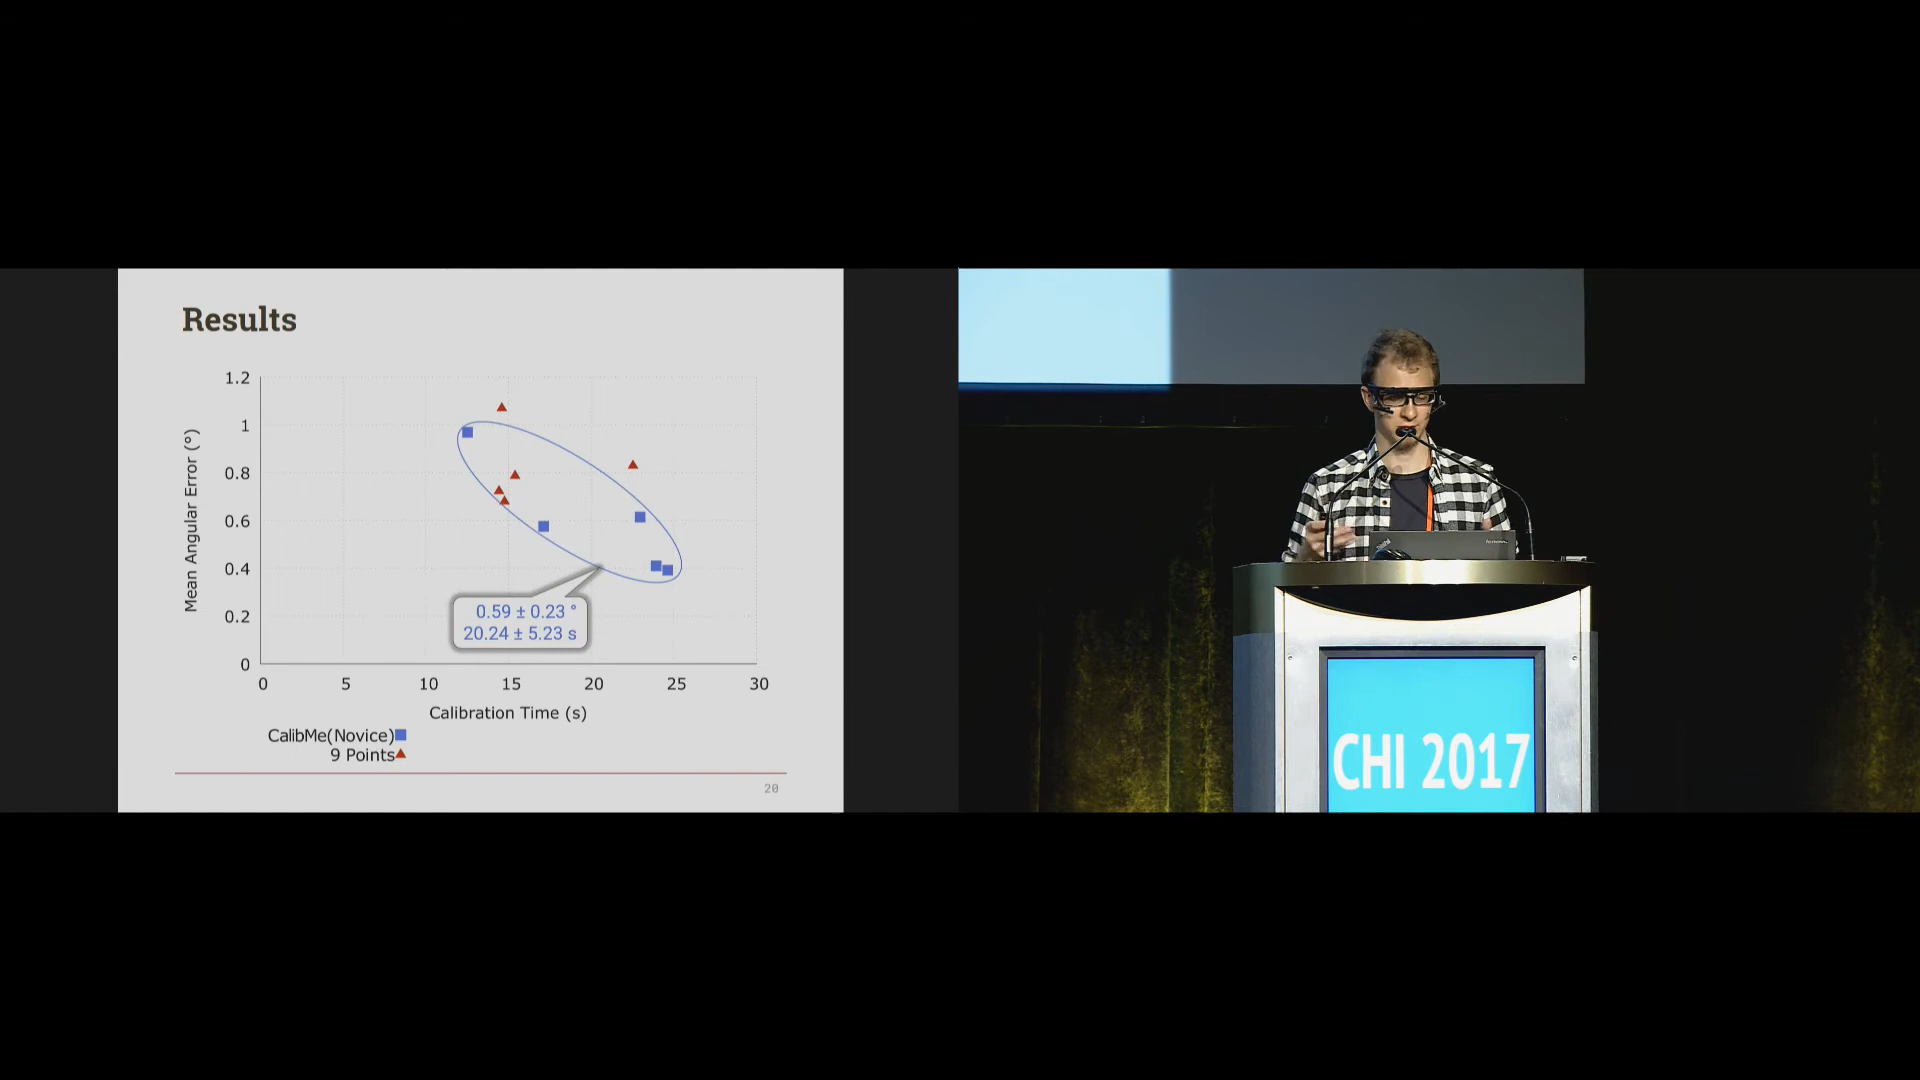 Results
1.2
1
0.8
0.6
0.4
0.2
0
Mean Angular Error (°)
0.59 ± 0.23 °
20.24 ± 5.23 s
0 5 10 15 20 25 30
Calibration Time (s)
CalibMe(Novice)
9 Points
20
CHI 2017